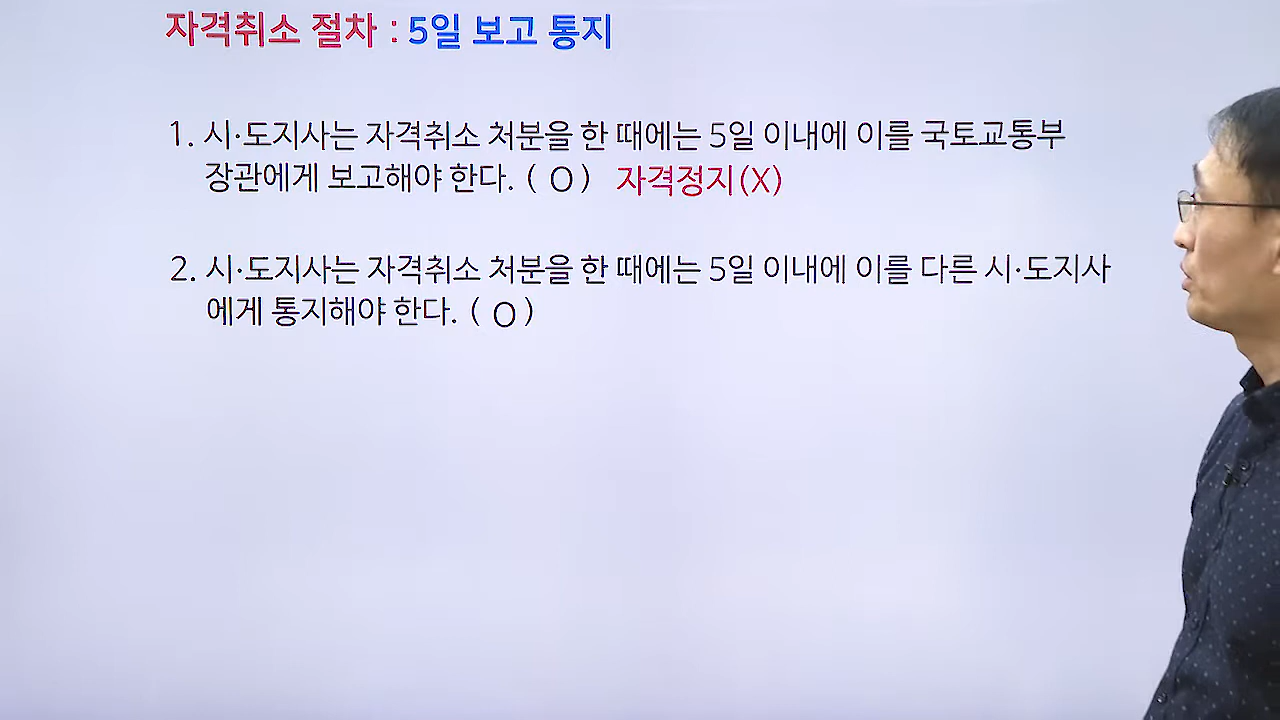 자격취소 절차 : 5일 보고 통지
1. 시·도지사는 자격취소 처분을 한 때에는 5일 이내에 이를 국토교통부
장관에게 보고해야 한다. ( O ) 자격정지(X)
2. 시·도지사는 자격취소 처분을 한 때에는 5일 이내에 이를 다른 시·도지사
에게 통지해야 한다. ( O )